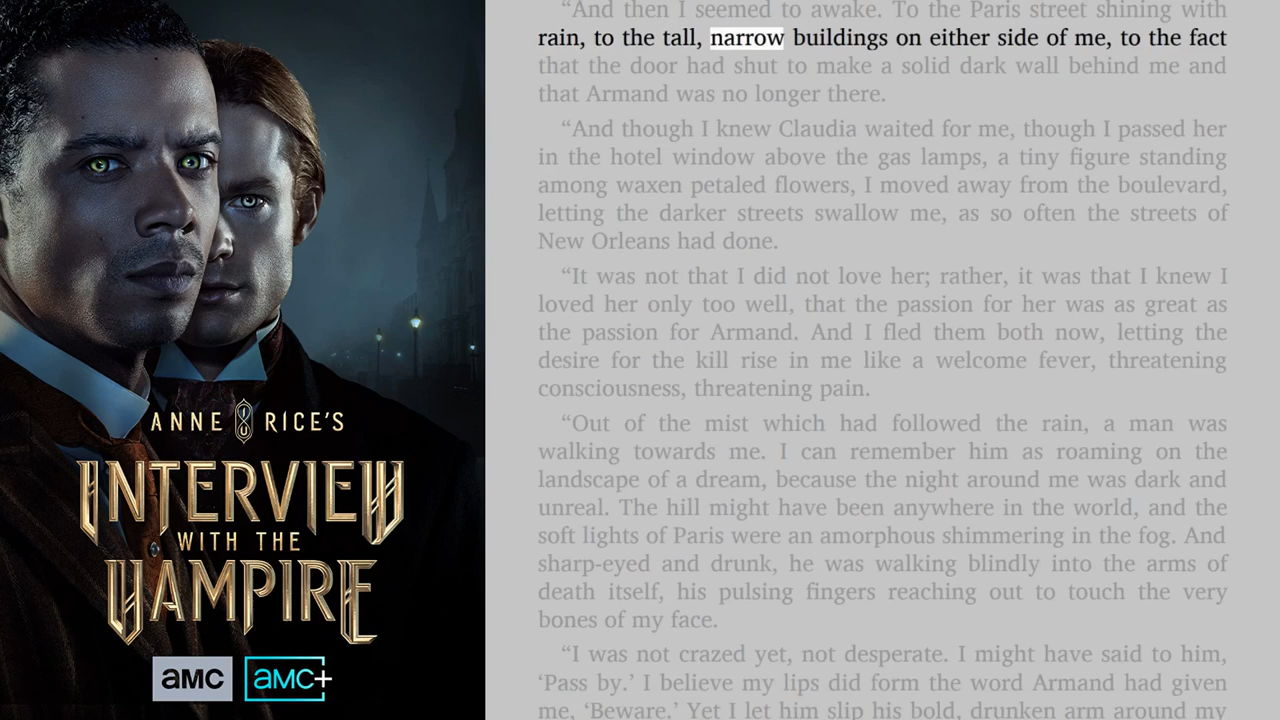 ANNE RICE'S
INTERVIEW
WITH THE
VAMPIRE
aMC
aMC+
“And then I seemed to awake. To the Paris street shining with
rain, to the tall, narrow buildings on either side of me, to the fact
that the door had shut to make a solid dark wall behind me and
that Armand was no longer there.
“And though I knew Claudia waited for me, though I passed her
in the hotel window above the gas lamps, a tiny figure standing
among waxen petaled flowers, I moved away from the boulevard,
letting the darker streets swallow me, as so often the streets of
New Orleans had done.
“It was not that I did not love her; rather, it was that I knew I
loved her only too well, that the passion for her was as great as
the passion for Armand. And I fled them both now, letting the
desire for the kill rise in me like a welcome fever, threatening
consciousness, threatening pain.
“Out of the mist which had followed the rain, a man was
walking towards me. I can remember him as roaming on the
landscape of a dream, because the night around me was dark and
unreal. The hill might have been anywhere in the world, and the
soft lights of Paris were an amorphous shimmering in the fog. And
sharp-eyed and drunk, he was walking blindly into the arms of
death itself, his pulsing fingers reaching out to touch the very
bones of my face.
“I was not crazed yet, not desperate. I might have said to him,
‘Pass by.’ I believe my lips did form the word Armand had given
me, ‘Beware.’ Yet I let him slip his bold, drunken arm around my